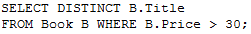 SELECT DISTINCT B.Title
FROM Book B WHERE B.Price > 30;